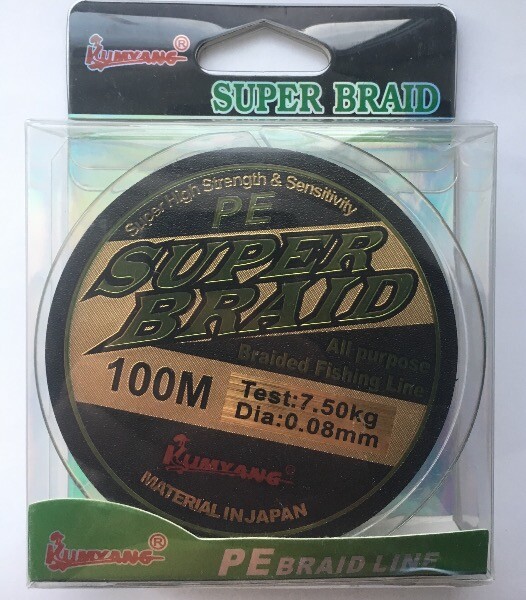 KUMYANG®
SUPER BRAID
Super High Strength & Sensitivity
PE
SUPER
BRAID
All purpose
Braided Fishing Line
100M
Test:7.50kg
Dia:0.08mm
KUMYANG
MATERIAL IN JAPAN
KUMYANG®
PE BRAID LINE